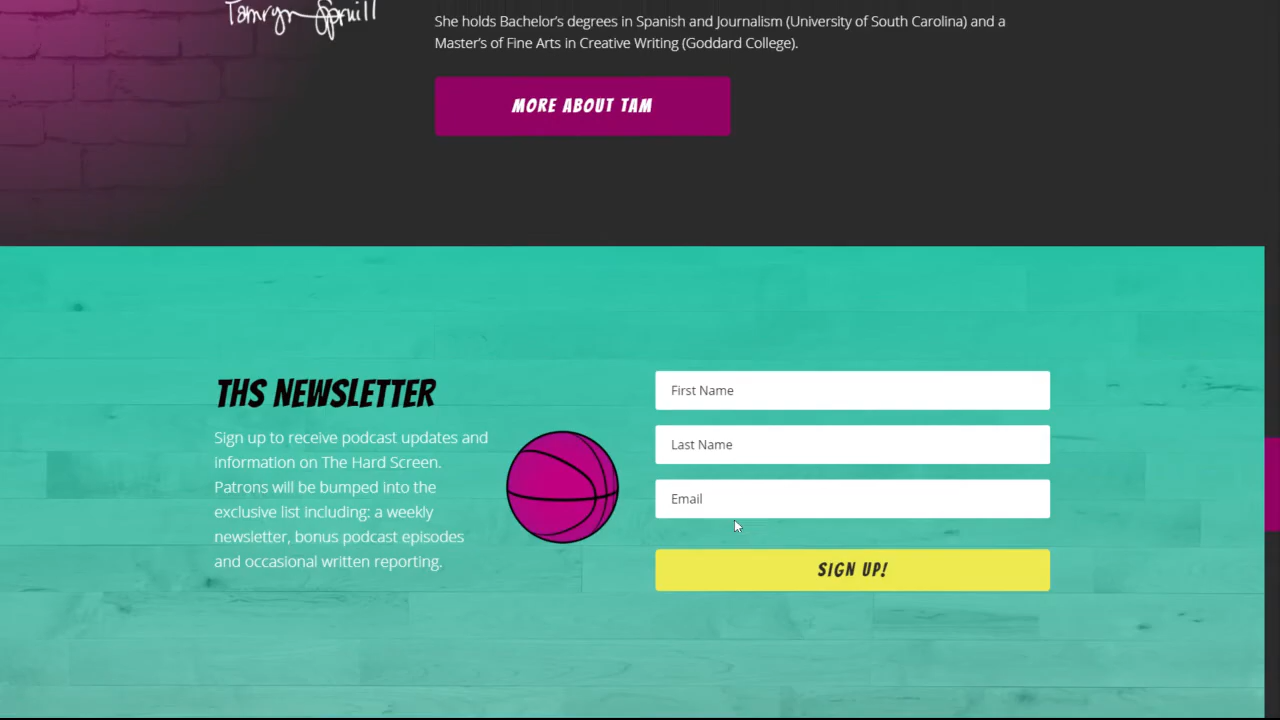 Tamryn Spruill
She holds Bachelor's degrees in Spanish and Journalism (University of South Carolina) and a
Master's of Fine Arts in Creative Writing (Goddard College).
MORE ABOUT TAM
THS NEWSLETTER
Sign up to receive podcast updates and
information on The Hard Screen.
Patrons will be bumped into the
exclusive list including: a weekly
newsletter, bonus podcast episodes
and occasional written reporting.
First Name
Last Name
Email
SIGN UP!